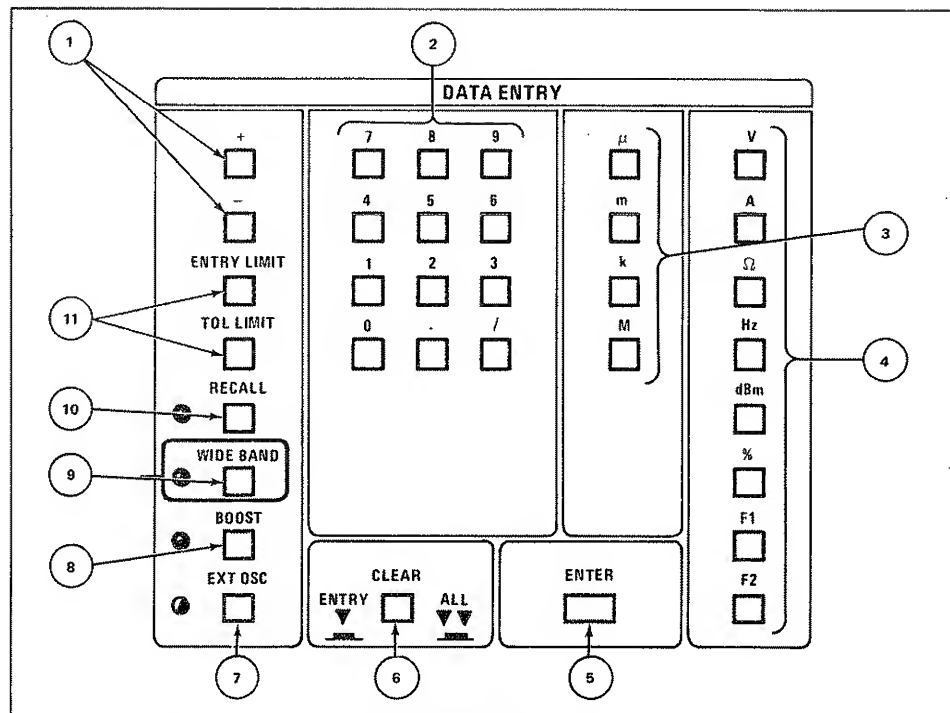 1
2
DATA ENTRY
+
7 8 9
μ
V
−
4 5 6
m
A
3
ENTRY LIMIT
1 2 3
k
Ω
11
TOL LIMIT
0 . /
M
Hz
4
10
RECALL
dBm
9
WIDE BAND
%
8
BOOST
F1
EXT OSC
CLEAR
ENTRY ALL
ENTER
F2
7
6
5